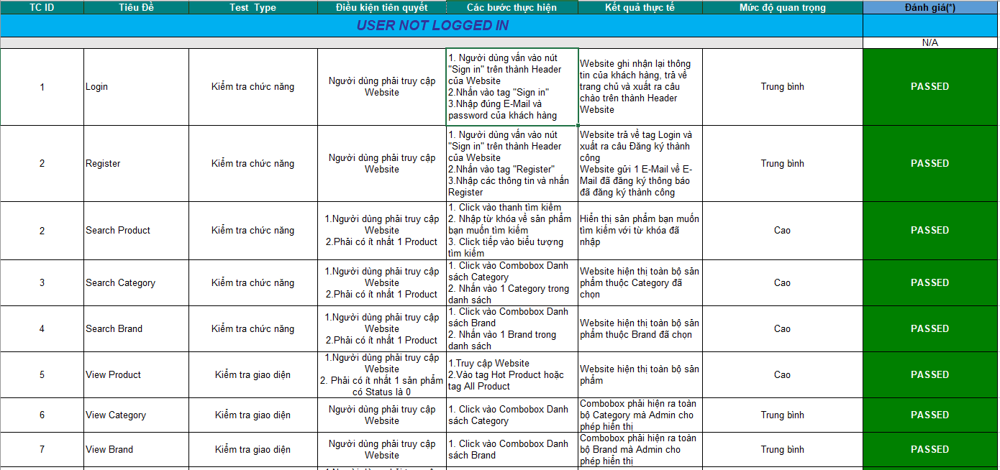 TC ID
Tiêu Đề
Test Type
Điều kiện tiên quyết
Các bước thực hiện
Kết quả thực tế
Mức độ quan trọng
Đánh giá(*)
USER NOT LOGGED IN
N/A
1
Login
Kiểm tra chức năng
Người dùng phải truy cập
Website
1. Người dùng vấn vào nút
"Sign in" trên thành Header
của Website
2.Nhấn vào tag "Sign in"
3.Nhập đúng E-Mail và
password của khách hàng
Website ghi nhận lại thông
tin của khách hàng, trả về
trang chủ và xuất ra câu
chào trên thành Header
Website
Trung bình
PASSED
2
Register
Kiểm tra chức năng
Người dùng phải truy cập
Website
1. Người dùng vấn vào nút
"Sign in" trên thành Header
của Website
2.Nhấn vào tag "Register"
3.Nhập các thông tin và nhấn
Register
Website trả về tag Login và
xuất ra câu Đăng ký thành
công
Website gửi 1 E-Mail về E-
Mail đã đăng ký thông báo
đã đăng ký thành công
Trung bình
PASSED
2
Search Product
Kiểm tra chức năng
1.Người dùng phải truy cập
Website
2.Phải có ít nhất 1 Product
1. Click vào thanh tìm kiếm
2. Nhập từ khóa về sản phẩm
bạn muốn tìm kiếm
3. Click tiếp vào biểu tượng
tìm kiếm
Hiển thị sản phẩm bạn muốn
tìm kiếm với từ khóa đã
nhập
Cao
PASSED
3
Search Category
Kiểm tra chức năng
1.Người dùng phải truy cập
Website
2.Phải có ít nhất 1 Product
1. Click vào Combobox Danh
sách Category
2. Nhấn vào 1 Category trong
danh sách
Website hiện thị toàn bộ sản
phẩm thuộc Category đã
chọn
Cao
PASSED
4
Search Brand
Kiểm tra chức năng
1.Người dùng phải truy cập
Website
2.Phải có ít nhất 1 Product
1. Click vào Combobox Danh
sách Brand
2. Nhấn vào 1 Brand trong
danh sách
Website hiện thị toàn bộ sản
phẩm thuộc Brand đã chọn
Cao
PASSED
5
View Product
Kiểm tra giao diện
1.Người dùng phải truy cập
Website
2. Phải có ít nhất 1 sản phẩm
có Status là 0
1.Truy cập Website
2.Vào tag Hot Product hoặc
tag All Product
Website hiện thị toàn bộ sản
phẩm
Cao
PASSED
6
View Category
Kiểm tra giao diện
Người dùng phải truy cập
Website
1. Click vào Combobox Danh
sách Category
Combobox phải hiện ra toàn
bộ Category mà Admin cho
phép hiển thị
Trung bình
PASSED
7
View Brand
Kiểm tra giao diện
Người dùng phải truy cập
Website
1. Click vào Combobox Danh
sách Brand
Combobox phải hiện ra toàn
bộ Brand mà Admin cho
phép hiển thị
Trung bình
PASSED